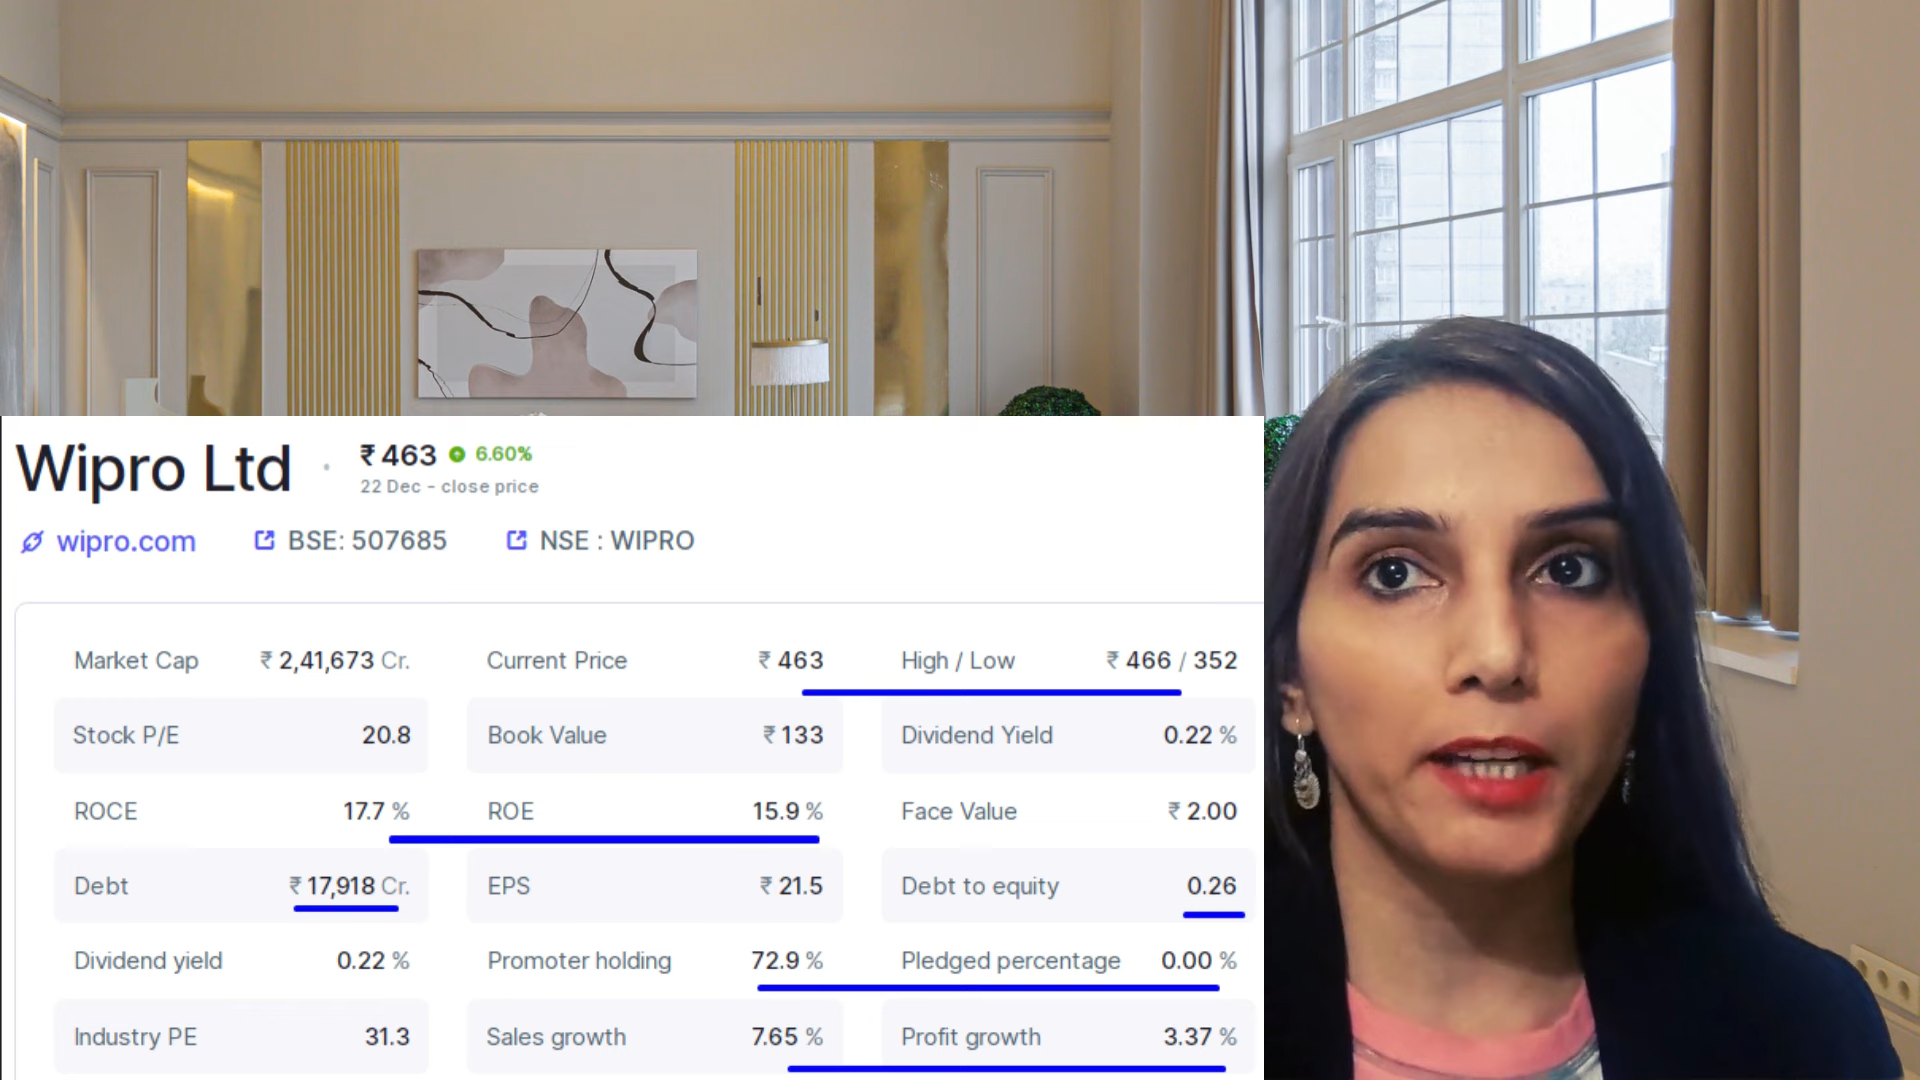 Wipro Ltd · ₹ 463 6.60%
22 Dec - close price
wipro.com BSE: 507685 NSE : WIPRO
Market Cap ₹ 2,41,673 Cr. Current Price ₹ 463 High / Low ₹ 466 / 352
Stock P/E 20.8 Book Value ₹ 133 Dividend Yield 0.22 %
ROCE 17.7 % ROE 15.9 % Face Value ₹ 2.00
Debt ₹ 17,918 Cr. EPS ₹ 21.5 Debt to equity 0.26
Dividend yield 0.22 % Promoter holding 72.9 % Pledged percentage 0.00 %
Industry PE 31.3 Sales growth 7.65 % Profit growth 3.37 %